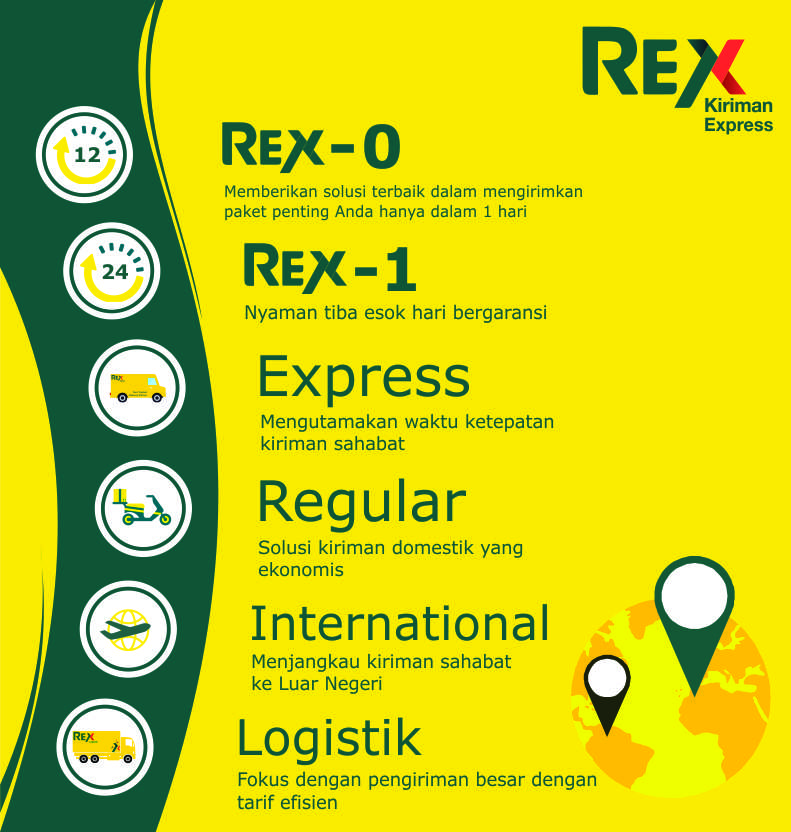 REX
Kiriman
Express
12
REX-0
Memberikan solusi terbaik dalam mengirimkan
paket penting Anda hanya dalam 1 hari
24
REX-1
Nyaman tiba esok hari bergaransi
REX
Express
Mengutamakan waktu ketepatan
kiriman sahabat
Regular
Solusi kiriman domestik yang
ekonomis
International
Menjangkau kiriman sahabat
ke Luar Negeri
REX
Logistik
Fokus dengan pengiriman besar dengan
tarif efisien